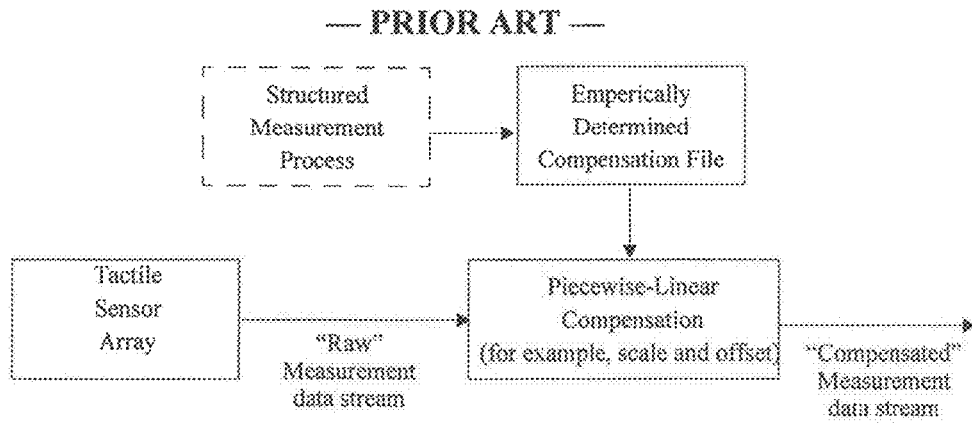 — PRIOR ART —
Structured
Measurement
Process
Emperically
Determined
Compensation File
Tactile
Sensor
Array
"Raw"
Measurement
data stream
Piecewise-Linear
Compensation
(for example, scale and offset)
"Compensated"
Measurement
data stream